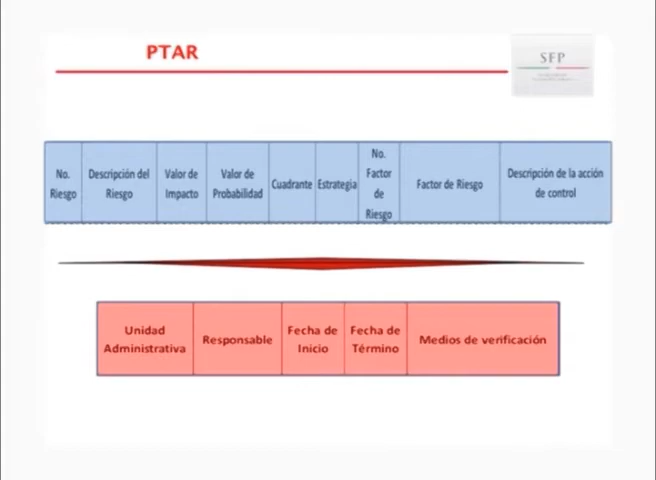 PTAR
SFP
No. Riesgo
Descripción del Riesgo
Valor de Impacto
Valor de Probabilidad
Cuadrante
Estrategia
No. Factor de Riesgo
Factor de Riesgo
Descripción de la acción de control
Unidad Administrativa
Responsable
Fecha de Inicio
Fecha de Término
Medios de verificación